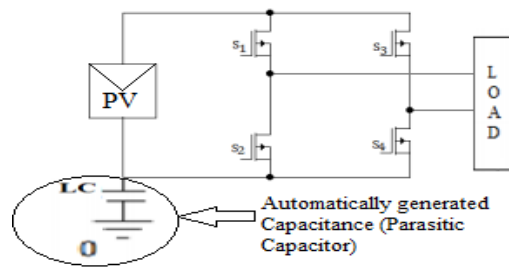 S1
S3
PV
L
O
A
D
S2
S4
LC
Automatically generated
Capacitance (Parasitic
Capacitor)
0